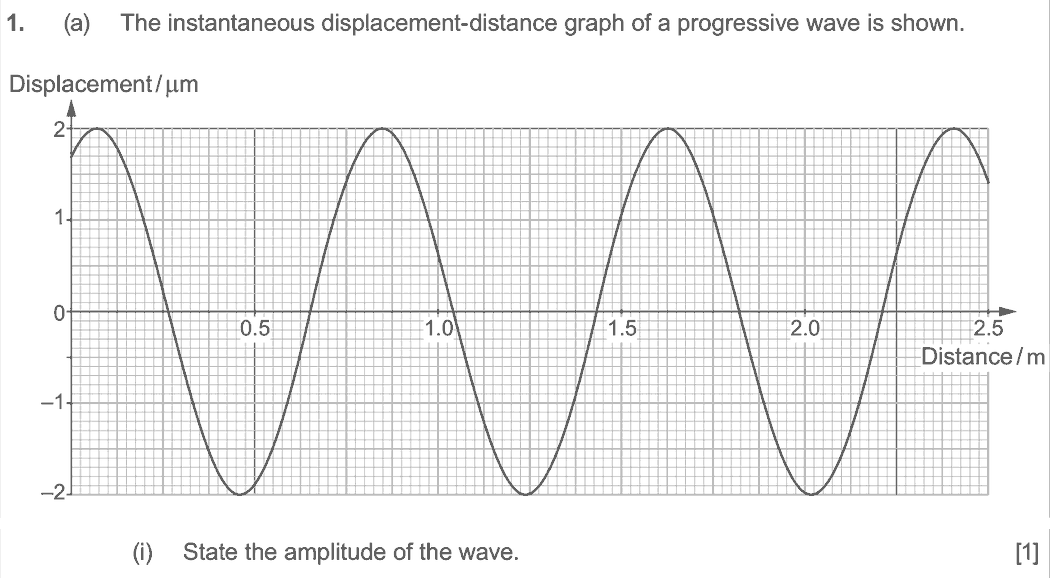 1. (a) The instantaneous displacement-distance graph of a progressive wave is shown.
Displacement/μm
2
1
0
0.5 1.0 1.5 2.0 2.5
Distance/m
–1
–2
(i) State the amplitude of the wave. [1]